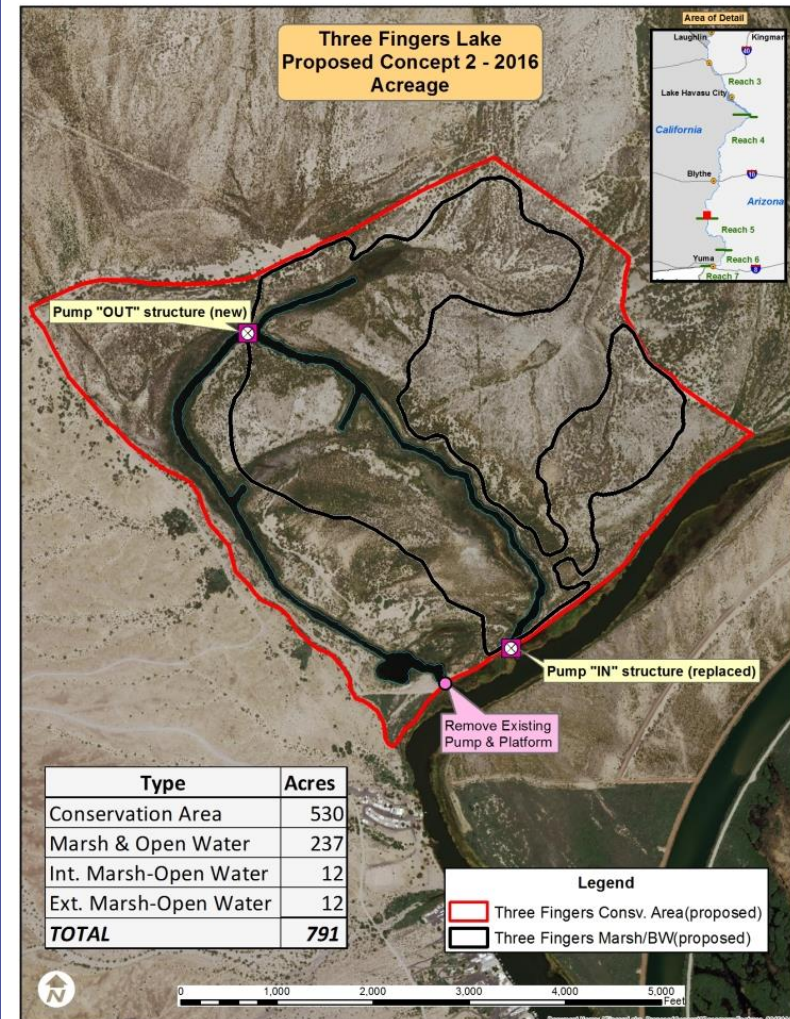 Three Fingers Lake
Proposed Concept 2 - 2016
Acreage
Area of Detail
Laughlin
Kingman
40
Reach 3
Lake Havasu City
California
Reach 4
Blythe
10
Arizona
Reach 5
Yuma
Reach 6
8
Reach 7
Pump "OUT" structure (new)
Pump "IN" structure (replaced)
Remove Existing
Pump & Platform
Type Acres
Conservation Area 530
Marsh & Open Water 237
Int. Marsh-Open Water 12
Ext. Marsh-Open Water 12
TOTAL 791
Legend
Three Fingers Consv. Area(proposed)
Three Fingers Marsh/BW(proposed)
N
0 1,000 2,000 3,000 4,000 5,000
Feet